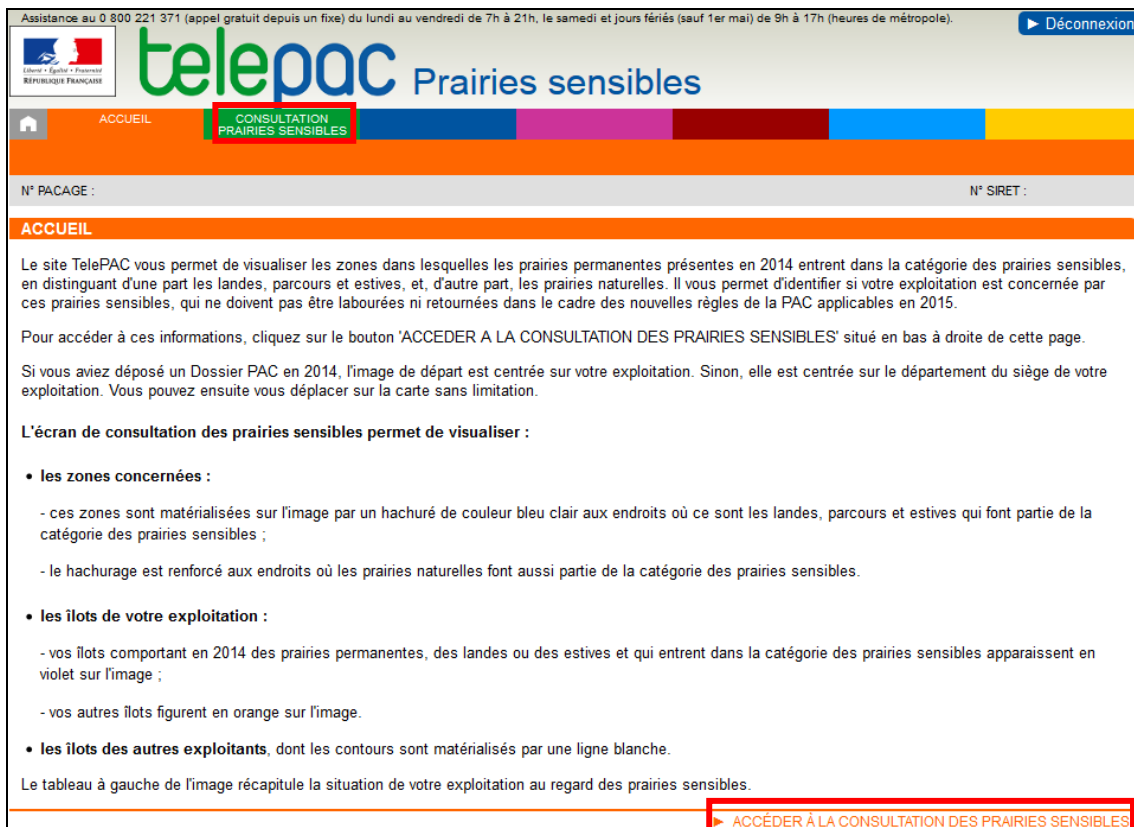 Assistance au 0 800 221 371 (appel gratuit depuis un fixe) du lundi au vendredi de 7h à 21h, le samedi et jours fériés (sauf 1er mai) de 9h à 17h (heures de métropole).
► Déconnexion
Liberté • Égalité • Fraternité
RÉPUBLIQUE FRANÇAISE
telepac Prairies sensibles
ACCUEIL
CONSULTATION
PRAIRIES SENSIBLES
N° PACAGE :
N° SIRET :
ACCUEIL
Le site TelePAC vous permet de visualiser les zones dans lesquelles les prairies permanentes présentes en 2014 entrent dans la catégorie des prairies sensibles,
en distinguant d'une part les landes, parcours et estives, et, d'autre part, les prairies naturelles. Il vous permet d'identifier si votre exploitation est concernée par
ces prairies sensibles, qui ne doivent pas être labourées ni retournées dans le cadre des nouvelles règles de la PAC applicables en 2015.
Pour accéder à ces informations, cliquez sur le bouton 'ACCEDER A LA CONSULTATION DES PRAIRIES SENSIBLES' situé en bas à droite de cette page.
Si vous aviez déposé un Dossier PAC en 2014, l'image de départ est centrée sur votre exploitation. Sinon, elle est centrée sur le département du siège de votre
exploitation. Vous pouvez ensuite vous déplacer sur la carte sans limitation.
L'écran de consultation des prairies sensibles permet de visualiser :
• les zones concernées :
- ces zones sont matérialisées sur l'image par un hachuré de couleur bleu clair aux endroits où ce sont les landes, parcours et estives qui font partie de la
catégorie des prairies sensibles ;
- le hachurage est renforcé aux endroits où les prairies naturelles font aussi partie de la catégorie des prairies sensibles.
• les îlots de votre exploitation :
- vos îlots comportant en 2014 des prairies permanentes, des landes ou des estives et qui entrent dans la catégorie des prairies sensibles apparaissent en
violet sur l'image ;
- vos autres îlots figurent en orange sur l'image.
• les îlots des autres exploitants, dont les contours sont matérialisés par une ligne blanche.
Le tableau à gauche de l'image récapitule la situation de votre exploitation au regard des prairies sensibles.
► ACCÉDER À LA CONSULTATION DES PRAIRIES SENSIBLES